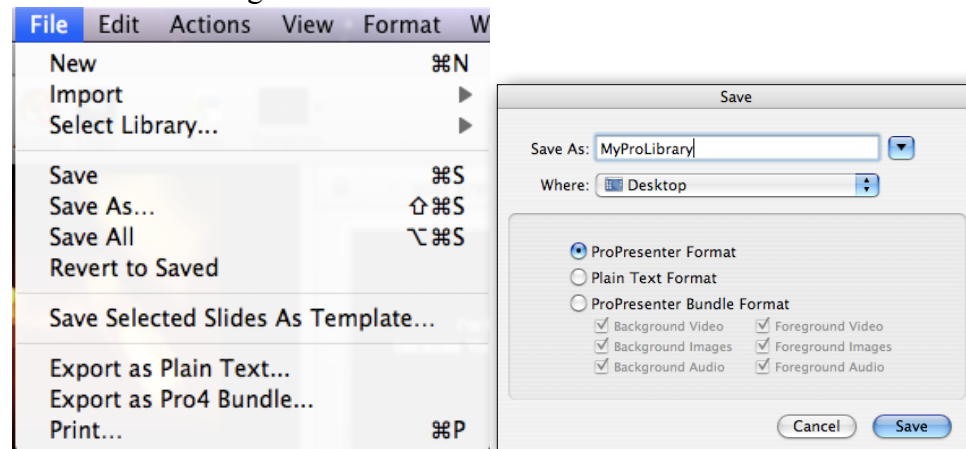 File Edit Actions View Format W
New ⌘N
Import ▶
Select Library... ▶
Save ⌘S
Save As... ⇧⌘S
Save All ⌥⌘S
Revert to Saved
Save Selected Slides As Template...
Export as Plain Text...
Export as Pro4 Bundle...
Print... ⌘P
Save
Save As: MyProLibrary
Where: Desktop
ProPresenter Format
Plain Text Format
ProPresenter Bundle Format
Background Video Foreground Video
Background Images Foreground Images
Background Audio Foreground Audio
Cancel Save